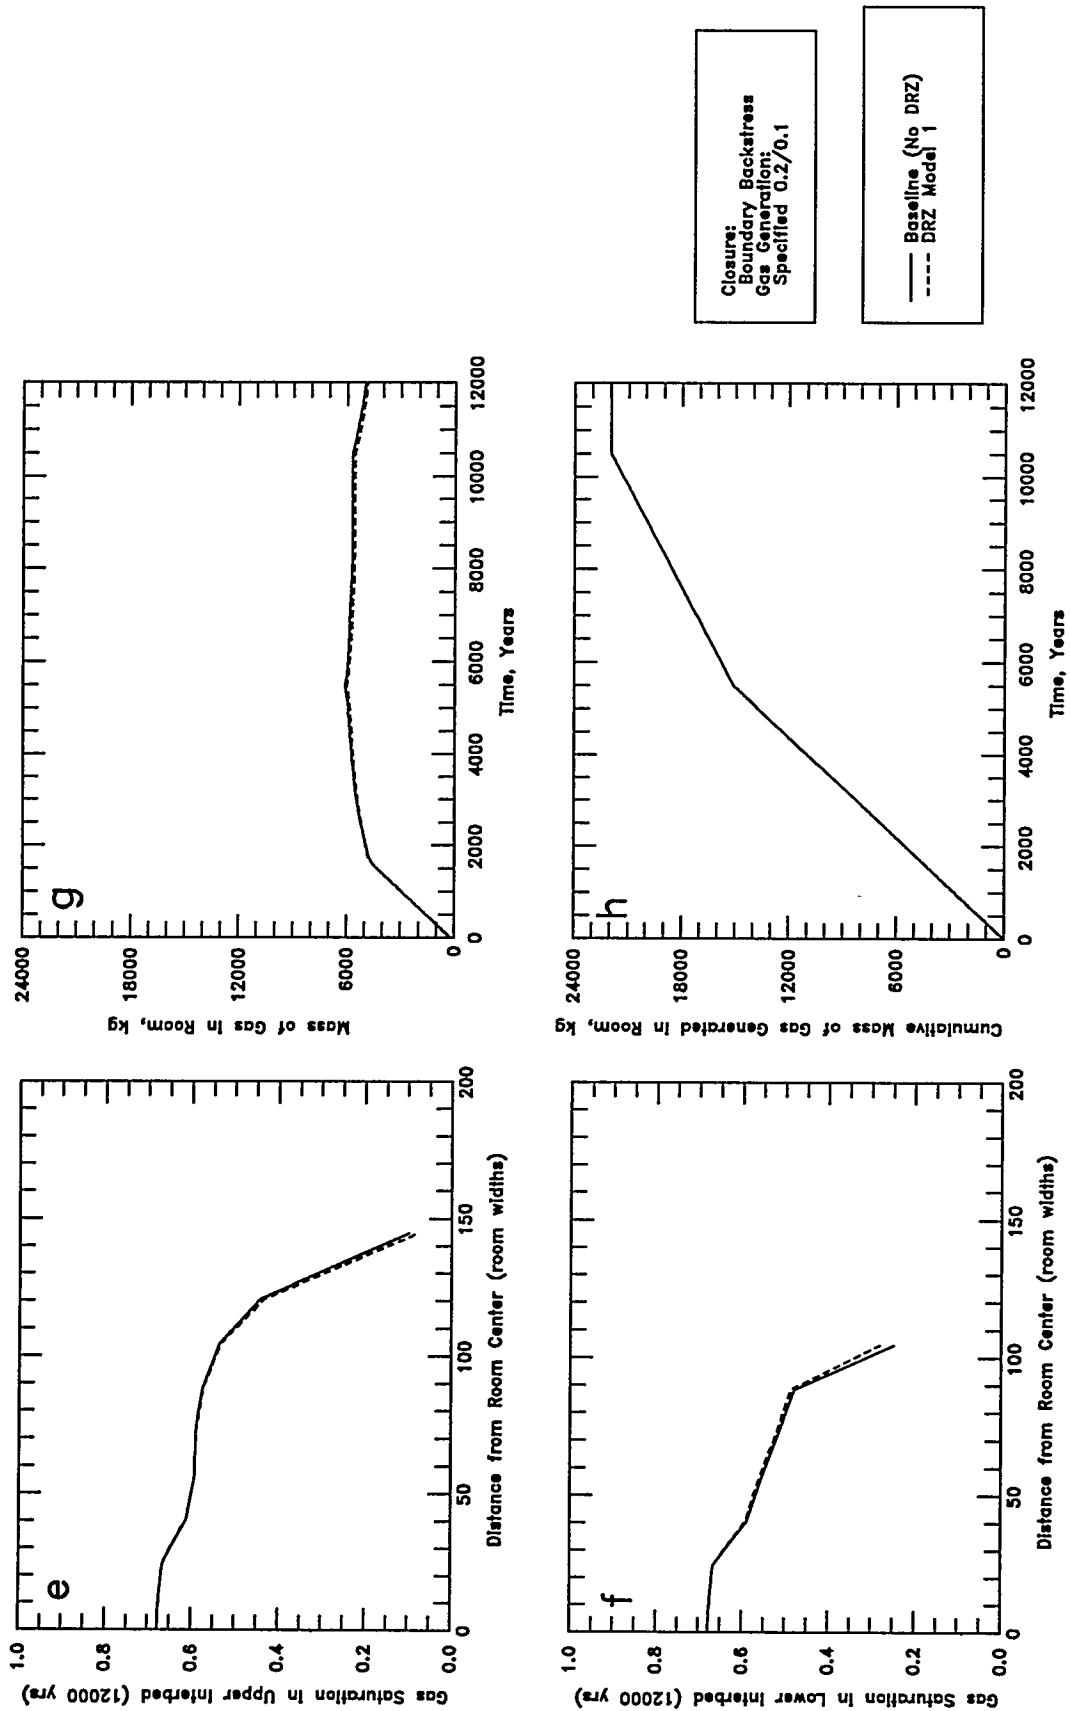 e
Gas Saturation in Upper Interbed (12000 yrs)
1.0
0.8
0.6
0.4
0.2
0.0
0
50
100
150
200
Distance from Room Center (room widths)
g
Mass of Gas in Room, kg
24000
18000
12000
6000
0
0
2000
4000
6000
8000
10000
12000
Time, Years
f
Gas Saturation in Lower Interbed (12000 yrs)
1.0
0.8
0.6
0.4
0.2
0.0
0
50
100
150
200
Distance from Room Center (room widths)
h
Cumulative Mass of Gas Generated in Room, kg
24000
18000
12000
6000
0
0
2000
4000
6000
8000
10000
12000
Time, Years
Closure:
Boundary Backstress
Gas Generation:
Specified 0.2/0.1
Baseline (No DRZ)
DRZ Model 1